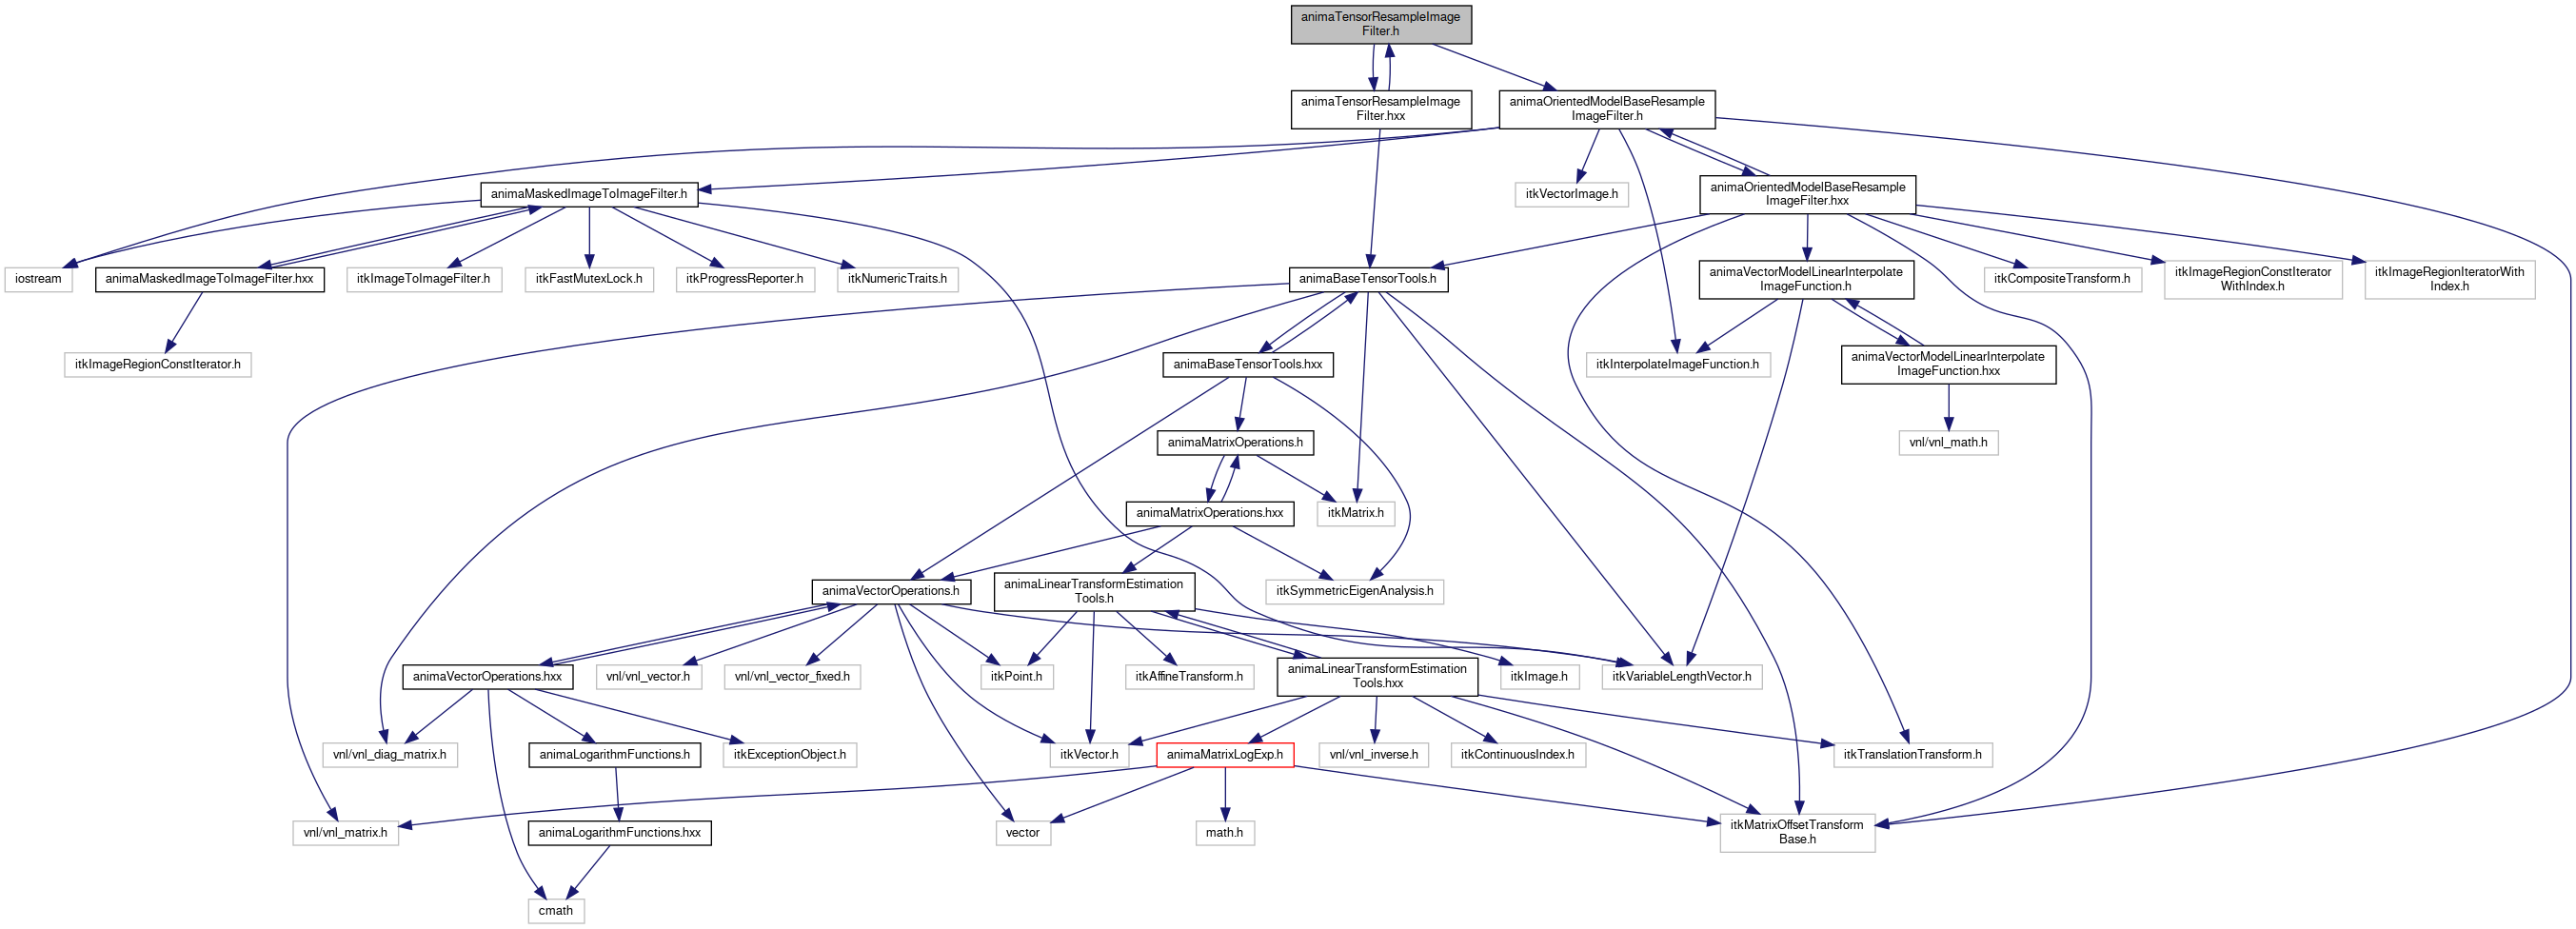 animaTensorResampleImage
Filter.h
animaTensorResampleImage
Filter.hxx
animaOrientedModelBaseResample
ImageFilter.h
animaMaskedImageToImageFilter.h
itkVectorImage.h
animaOrientedModelBaseResample
ImageFilter.hxx
iostream
animaMaskedImageToImageFilter.hxx
itkImageToImageFilter.h
itkFastMutexLock.h
itkProgressReporter.h
itkNumericTraits.h
animaBaseTensorTools.h
animaVectorModelLinearInterpolate
ImageFunction.h
itkCompositeTransform.h
itkImageRegionConstIterator
WithIndex.h
itkImageRegionIteratorWith
Index.h
itkImageRegionConstIterator.h
animaBaseTensorTools.hxx
itkInterpolateImageFunction.h
animaVectorModelLinearInterpolate
ImageFunction.hxx
animaMatrixOperations.h
vnl/vnl_math.h
animaMatrixOperations.hxx
itkMatrix.h
animaVectorOperations.h
animaLinearTransformEstimation
Tools.h
itkSymmetricEigenAnalysis.h
animaVectorOperations.hxx
vnl/vnl_vector.h
vnl/vnl_vector_fixed.h
itkPoint.h
itkAffineTransform.h
animaLinearTransformEstimation
Tools.hxx
itkImage.h
itkVariableLengthVector.h
vnl/vnl_diag_matrix.h
animaLogarithmFunctions.h
itkExceptionObject.h
itkVector.h
animaMatrixLogExp.h
vnl/vnl_inverse.h
itkContinuousIndex.h
itkTranslationTransform.h
vnl/vnl_matrix.h
animaLogarithmFunctions.hxx
vector
math.h
itkMatrixOffsetTransform
Base.h
cmath